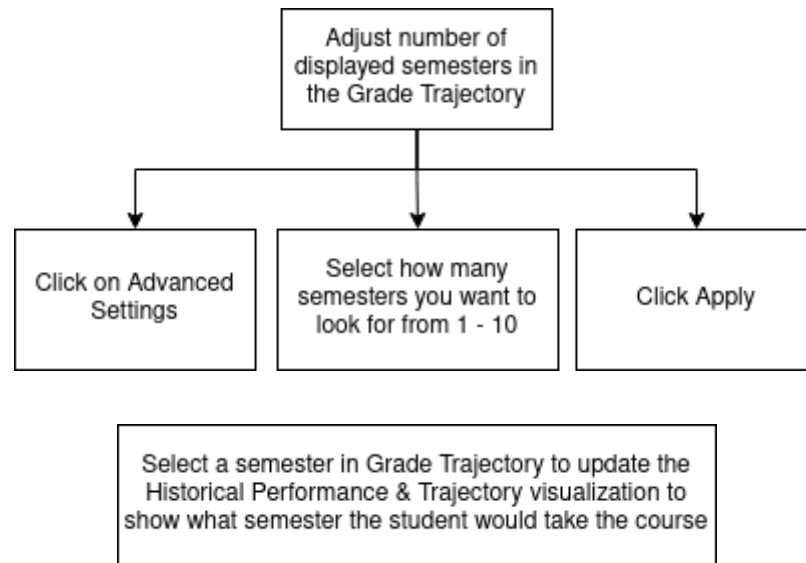 Adjust number of
displayed semesters in
the Grade Trajectory
Click on Advanced
Settings
Select how many
semesters you want to
look for from 1 - 10
Click Apply
Select a semester in Grade Trajectory to update the
Historical Performance & Trajectory visualization to
show what semester the student would take the course